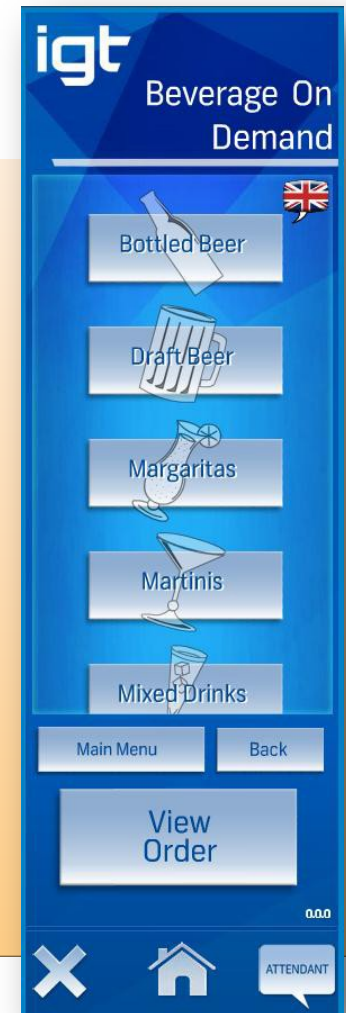 igt
Beverage On
Demand
Bottled Beer
Draft Beer
Margaritas
Martinis
Mixed Drinks
Main Menu
Back
View
Order
0.0.0
ATTENDANT